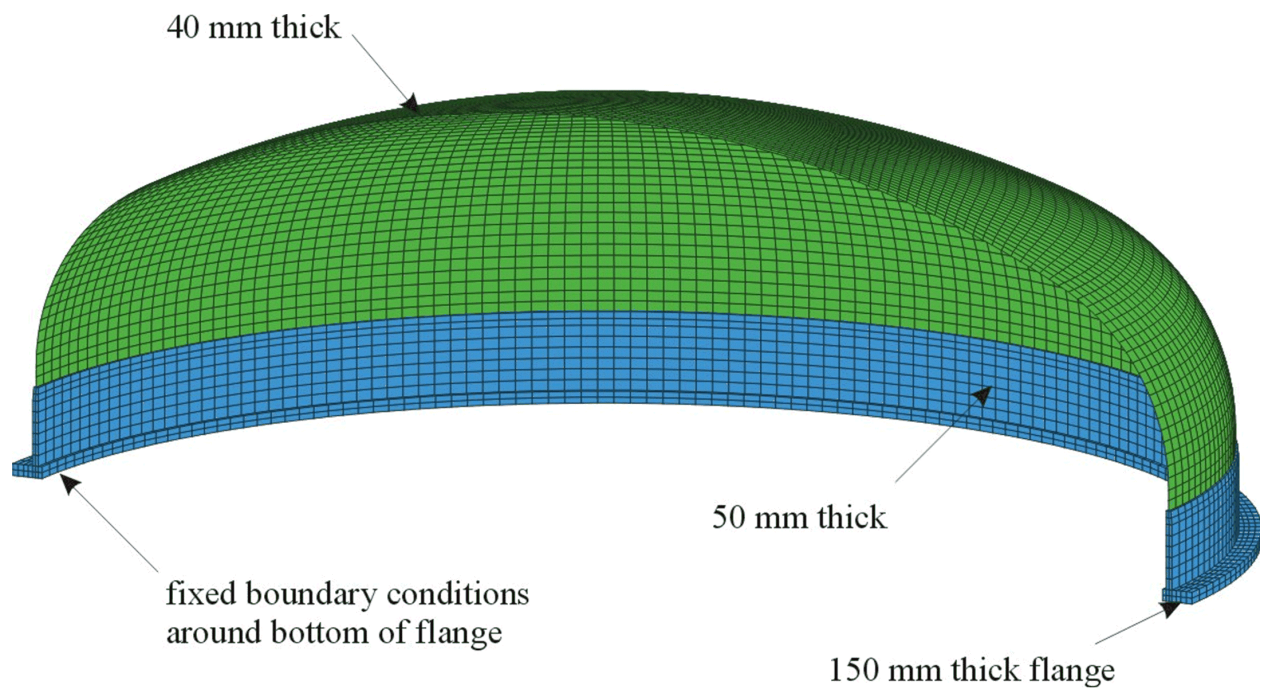 40 mm thick
50 mm thick
fixed boundary conditions
around bottom of flange
150 mm thick flange